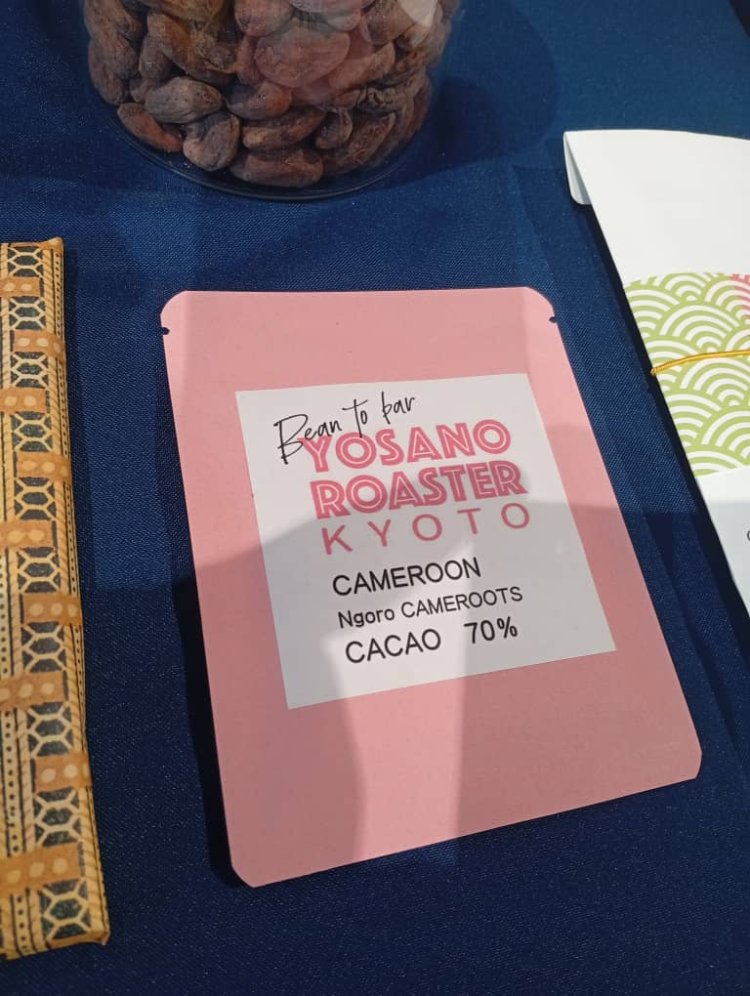 Bean to bar
YOSANO
ROASTER
KYOTO
CAMEROON
Ngoro CAMEROOTS
CACAO 70%